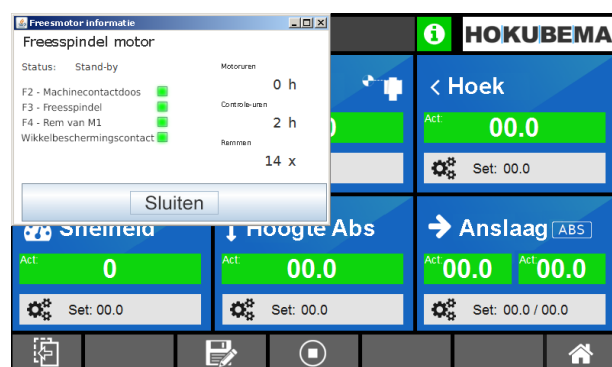 Freesmotor informatie
Freesspindel motor
Status: Stand-by
F2 - Machinecontactdoos
F3 - Freesspindel
F4 - Rem van M1
Wikkelbeschermingscontact
Motoruren
0 h
Controle-uren
2 h
Remmen
14 x
Sluiten
i HOKUBEMA
Hoek
Act: 00.0
Set: 00.0
Snelheid
Act: 0
Set: 00.0
Hoogte Abs
Act: 00.0
Set: 00.0
Anslaag ABS
Act: 00.0 Act: 00.0
Set: 00.0 / 00.0